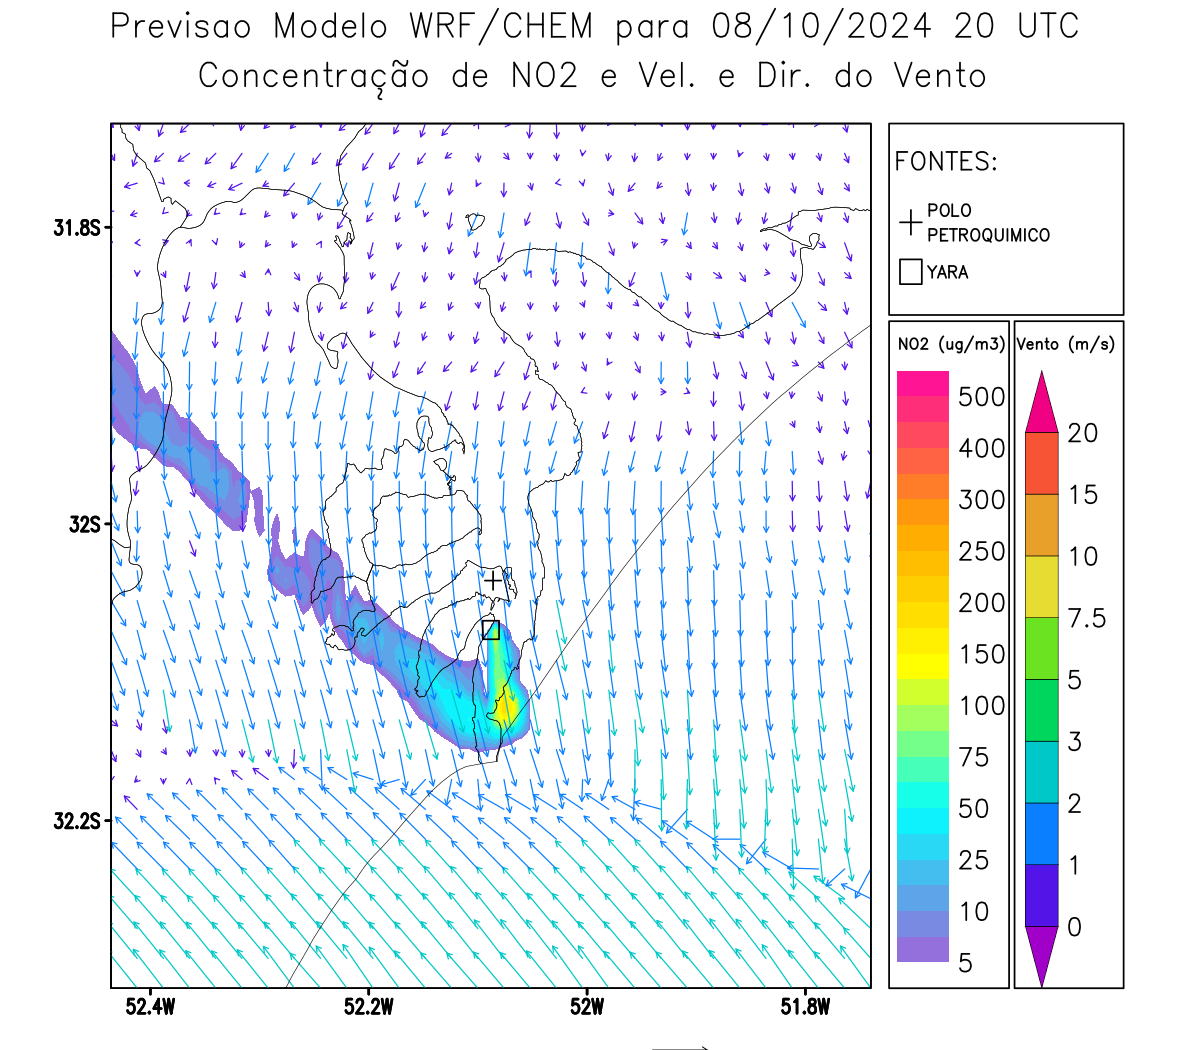 Previsao Modelo WRF/CHEM para 08/10/2024 20 UTC
Concentração de NO2 e Vel. e Dir. do Vento
FONTES:
POLO
PETROQUIMICO
YARA
NO2 (ug/m3)
500
400
300
250
200
150
100
75
50
25
10
5
Vento (m/s)
20
15
10
7.5
5
3
2
1
0
31.8S
32S
32.2S
52.4W
52.2W
52W
51.8W